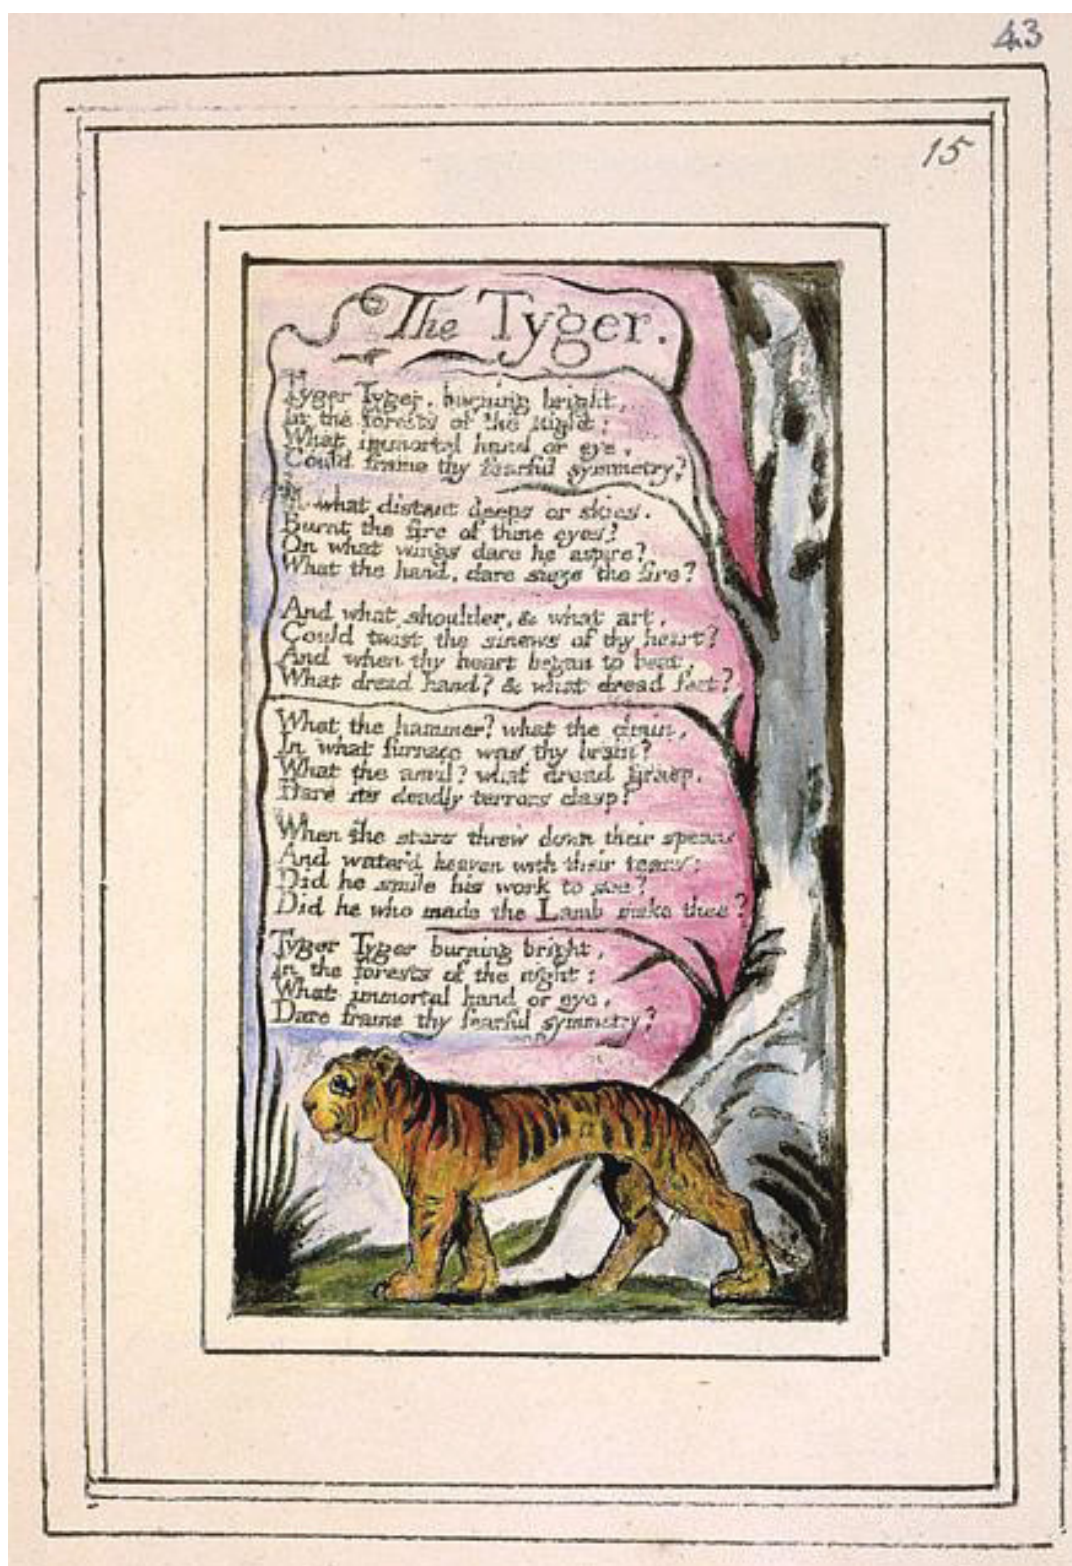 43
15
The Tyger.
Tyger Tyger, burning bright,
In the forests of the night;
What immortal hand or eye,
Could frame thy fearful symmetry?
In what distant deeps or skies.
Burnt the fire of thine eyes?
On what wings dare he aspire?
What the hand, dare sieze the fire?
And what shoulder, & what art,
Could twist the sinews of thy heart?
And when thy heart began to beat,
What dread hand? & what dread feet?
What the hammer? what the chain,
In what furnace was thy brain?
What the anvil? what dread grasp,
Dare its deadly terrors clasp?
When the stars threw down their spears
And water'd heaven with their tears:
Did he smile his work to see?
Did he who made the Lamb make thee?
Tyger Tyger burning bright,
In the forests of the night:
What immortal hand or eye,
Dare frame thy fearful symmetry?